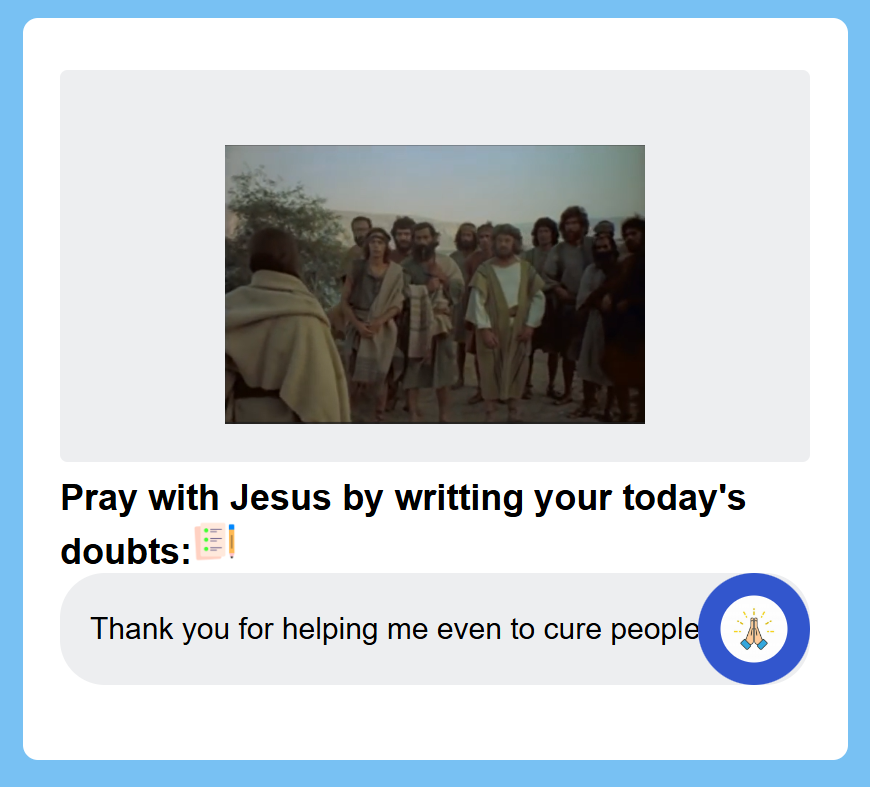 Pray with Jesus by writting your today's
doubts:
Thank you for helping me even to cure people